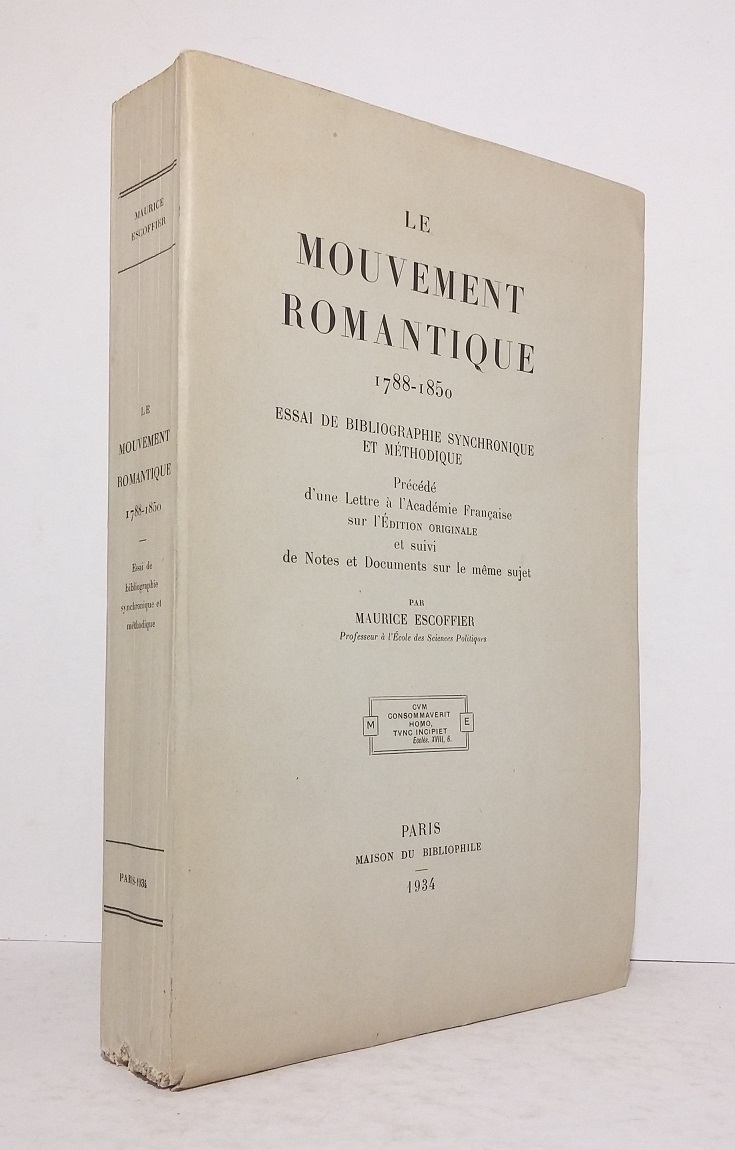 MAURICE
ESCOFFIER
LE
MOUVEMENT
ROMANTIQUE
1788-1850
Essai de
bibliographie
synchronique et
méthodique
PARIS-1934
LE
MOUVEMENT
ROMANTIQUE
1788-1850
ESSAI DE BIBLIOGRAPHIE SYNCHRONIQUE
ET MÉTHODIQUE
Précédé
d'une Lettre à l'Académie Française
sur l'ÉDITION ORIGINALE
et suivi
de Notes et Documents sur le même sujet
PAR
MAURICE ESCOFFIER
Professeur à l'École des Sciences Politiques
CVM
CONSOMMAVERIT
HOMO,
TVNC INCIPIET
Ecclés. XVIII, 6.
M
E
PARIS
MAISON DU BIBLIOPHILE
1934